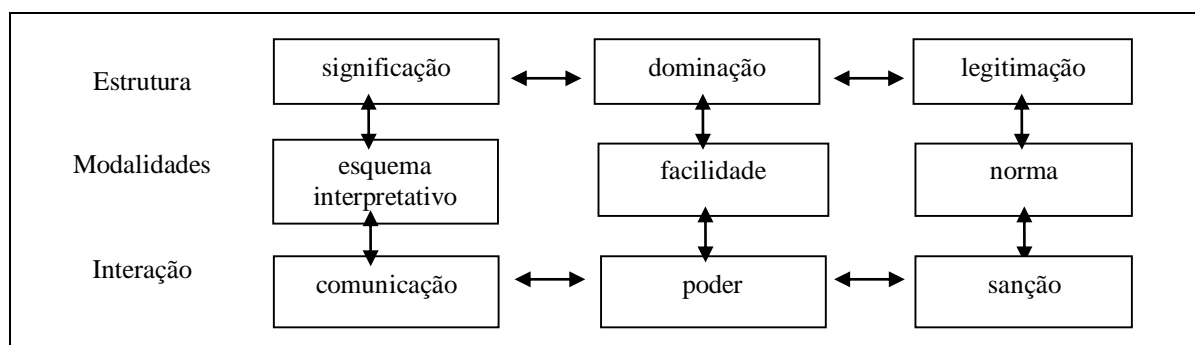 Estrutura
significação
dominação
legitimação
Modalidades
esquema
interpretativo
facilidade
norma
Interação
comunicação
poder
sanção